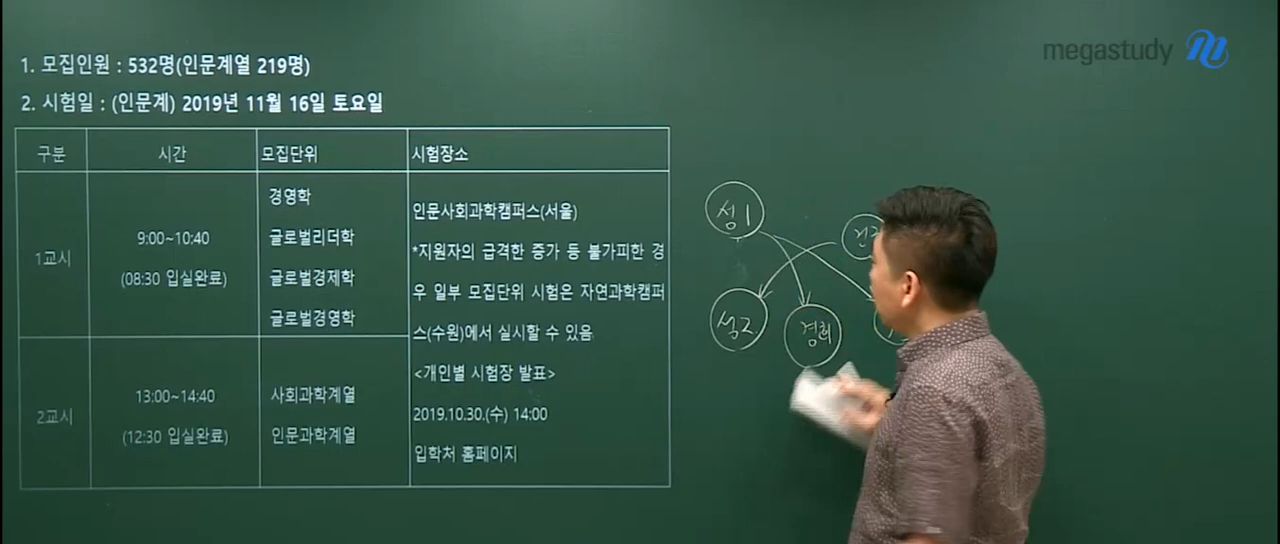 megastudy
1. 모집인원 : 532명(인문계열 219명)
2. 시험일 : (인문계) 2019년 11월 16일 토요일
구분 시간 모집단위 시험장소
1교시
9:00~10:40
(08:30 입실완료)
경영학
글로벌리더학
글로벌경제학
글로벌경영학
2교시
13:00~14:40
(12:30 입실완료)
사회과학계열
인문과학계열
인문사회과학캠퍼스(서울)
*지원자의 급격한 증가 등 불가피한 경
우 일부 모집단위 시험은 자연과학캠퍼
스(수원)에서 실시할 수 있음
<개인별 시험장 발표>
2019.10.30.(수) 14:00
입학처 홈페이지
성1
성2
경희